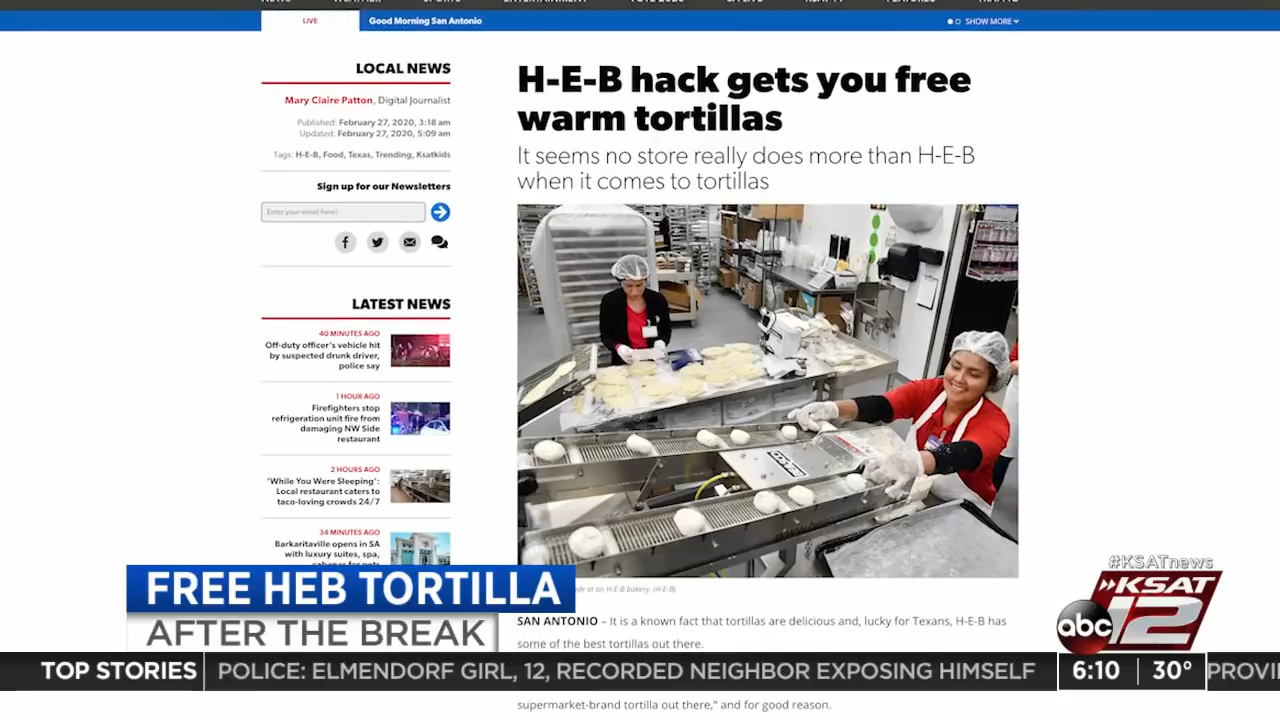 LIVE
Good Morning San Antonio
SHOW MORE
LOCAL NEWS
Mary Claire Patton, Digital Journalist
Published: February 27, 2020, 3:18 am
Updated: February 27, 2020, 5:09 am
Tags: H-E-B, Food, Texas, Trending, Ksatkids
Sign up for our Newsletters
Enter your email here!
LATEST NEWS
40 MINUTES AGO
Off-duty officer's vehicle hit
by suspected drunk driver,
police say
1 HOUR AGO
Firefighters stop
refrigeration unit fire from
damaging NW Side
restaurant
2 HOURS AGO
'While You Were Sleeping':
Local restaurant caters to
taco-loving crowds 24/7
34 MINUTES AGO
Barkaritaville opens in SA
with luxury suites, spa,
H-E-B hack gets you free
warm tortillas
It seems no store really does more than H-E-B
when it comes to tortillas
at an H-E-B bakery. (H-E-B)
SAN ANTONIO – It is a known fact that tortillas are delicious and, lucky for Texans, H-E-B has
some of the best tortillas out there.
supermarket-brand tortilla out there," and for good reason.
FREE HEB TORTILLA
AFTER THE BREAK
#KSATnews
abc KSAT
12
TOP STORIES POLICE: ELMENDORF GIRL, 12, RECORDED NEIGHBOR EXPOSING HIMSELF 6:10 30° PROVI